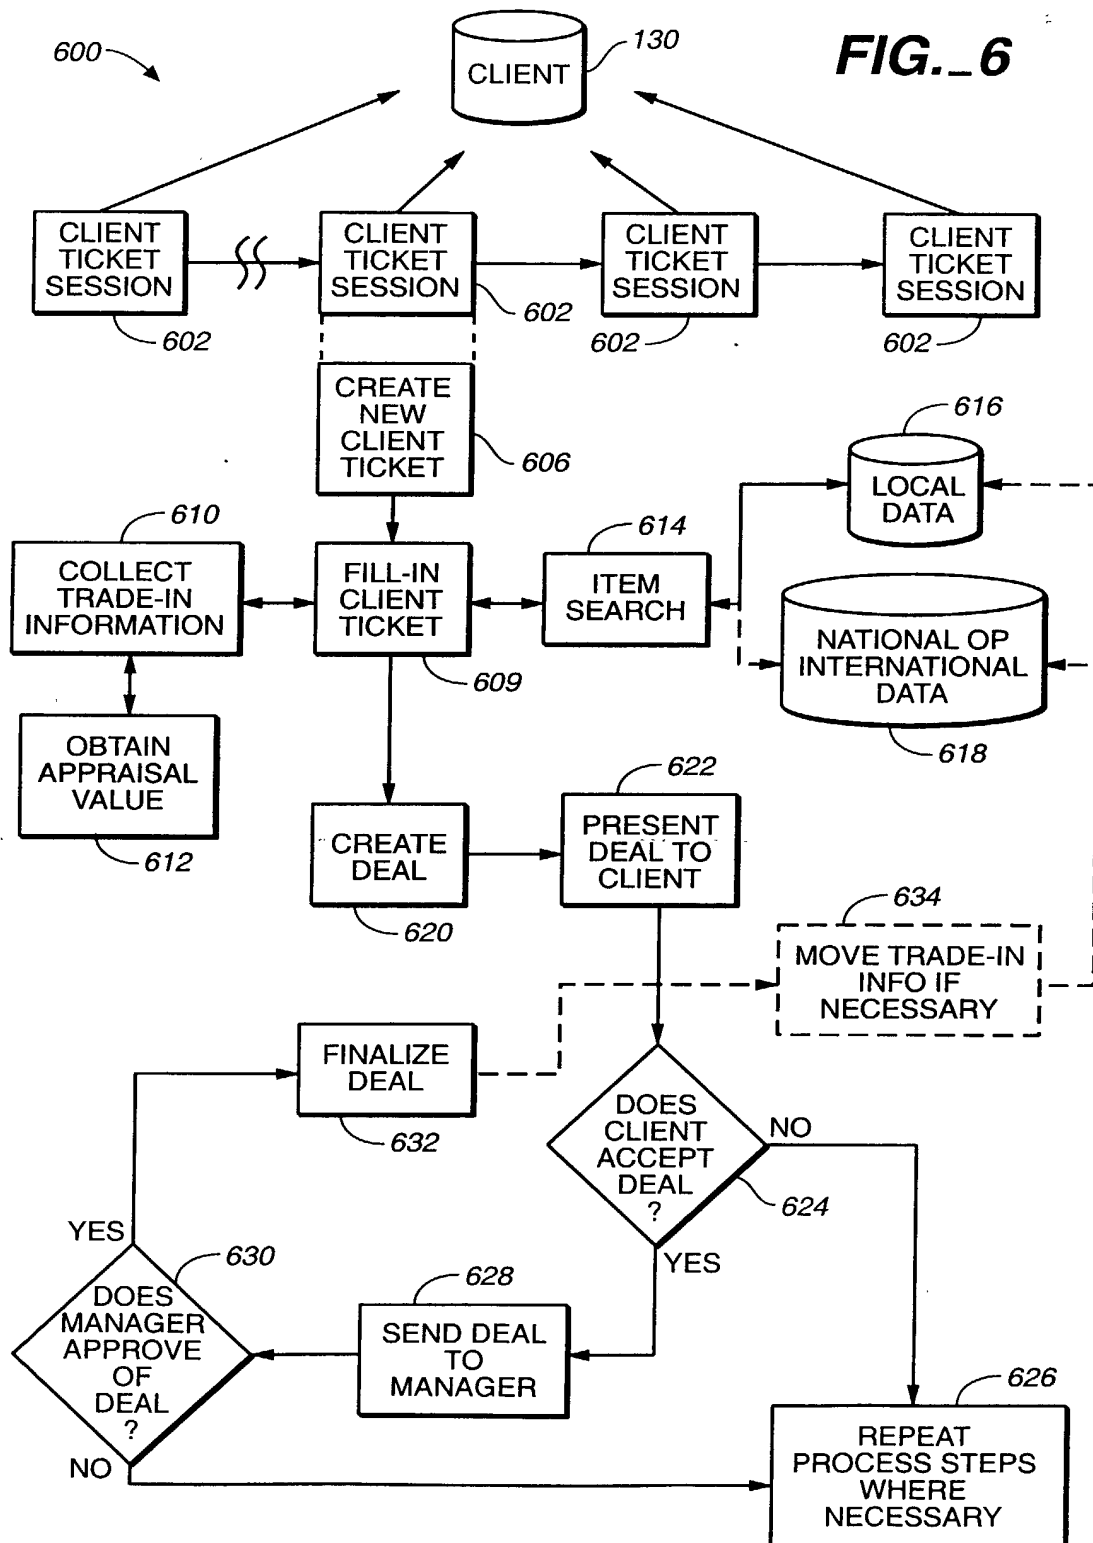 FIG._6
600
CLIENT
130
CLIENT
TICKET
SESSION
602
CLIENT
TICKET
SESSION
602
CLIENT
TICKET
SESSION
602
CLIENT
TICKET
SESSION
602
CREATE
NEW
CLIENT
TICKET
606
616
LOCAL
DATA
610
COLLECT
TRADE-IN
INFORMATION
FILL-IN
CLIENT
TICKET
609
614
ITEM
SEARCH
NATIONAL OP
INTERNATIONAL
DATA
618
OBTAIN
APPRAISAL
VALUE
612
CREATE
DEAL
620
622
PRESENT
DEAL TO
CLIENT
634
MOVE TRADE-IN
INFO IF
NECESSARY
FINALIZE
DEAL
632
DOES
CLIENT
ACCEPT
DEAL
?
624
NO
YES
YES
630
DOES
MANAGER
APPROVE
OF
DEAL
?
NO
628
SEND DEAL
TO
MANAGER
626
REPEAT
PROCESS STEPS
WHERE
NECESSARY